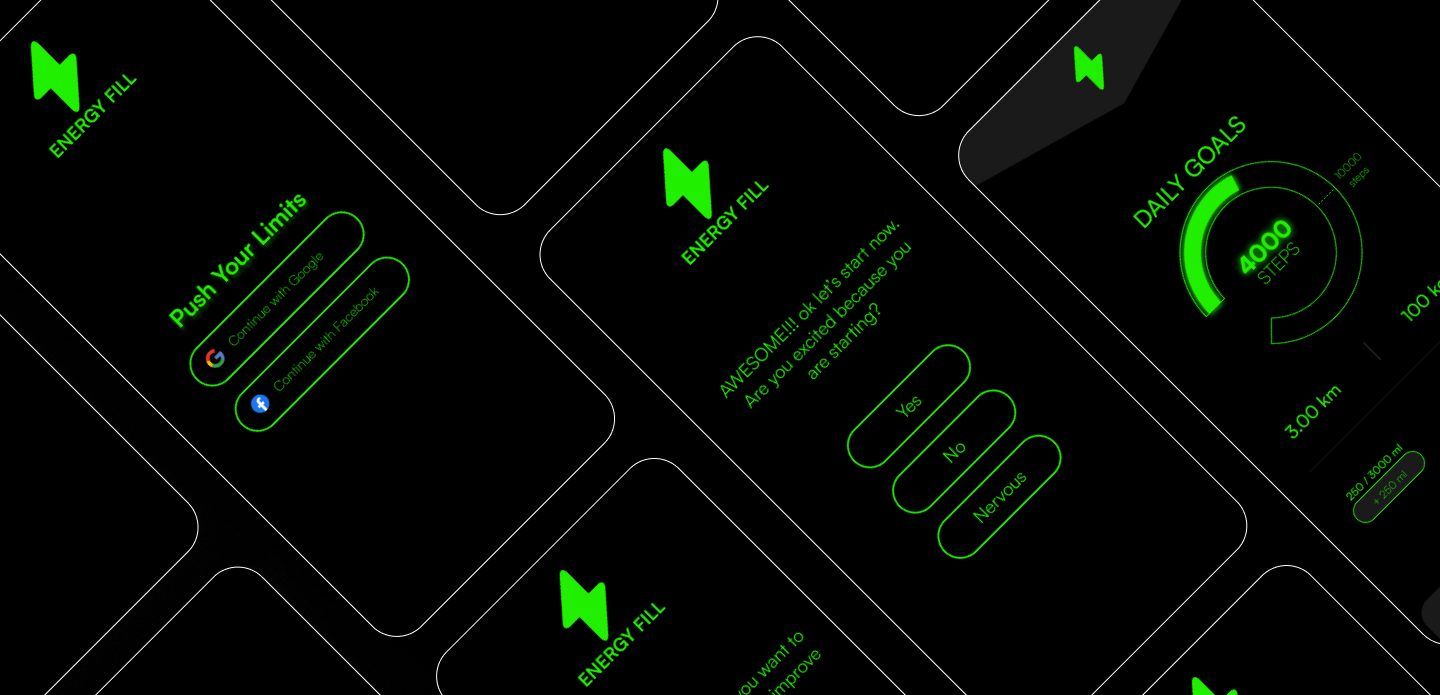 ENERGY FILL
Push Your Limits
Continue with Google
Continue with Facebook
ENERGY FILL
AWESOME!!! ok let's start now.
Are you excited because you
are starting?
Yes
No
Nervous
ENERGY FILL
you want to
improve
DAILY GOALS
10000
steps
4000
STEPS
100 kc
3.00 km
250 / 3000 ml
+ 250 ml